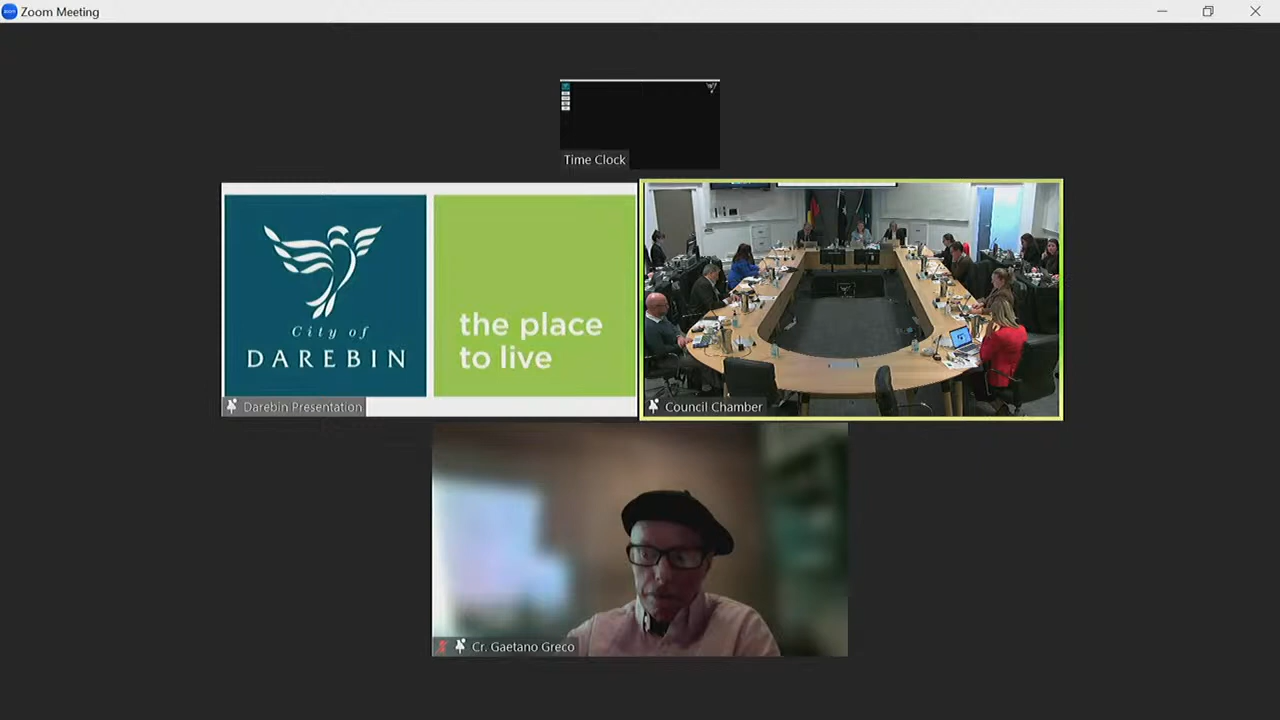 Zoom Meeting
Time Clock
City of
DAREBIN
the place
to live
Darebin Presentation
Council Chamber
Cr. Gaetano Greco